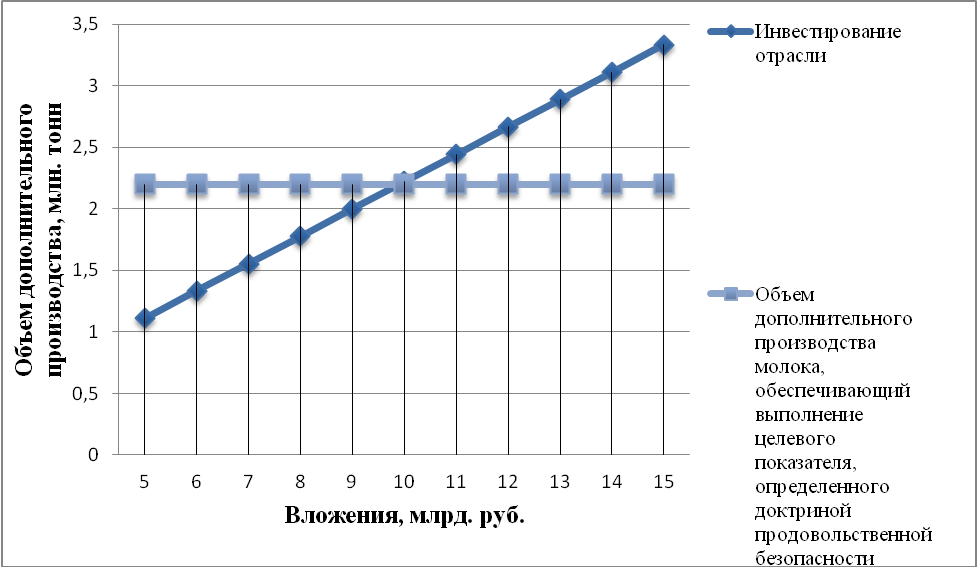 3,5
3
2,5
2
1,5
1
0,5
0
Объем дополнительного
производства, млн. тонн
5 6 7 8 9 10 11 12 13 14 15
Вложения, млрд. руб.
Инвестирование
отрасли
Объем
дополнительного
производства
молока,
обеспечивающий
выполнение
целевого
показателя,
определенного
доктриной
продовольственной
безопасности